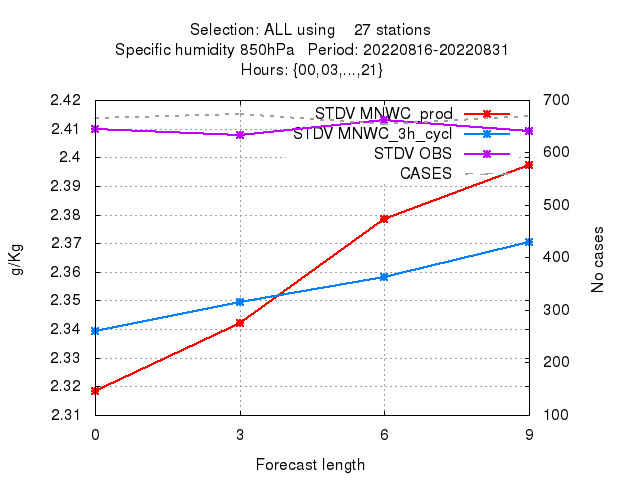 Selection: ALL using    27 stations
Specific humidity 850hPa   Period: 20220816-20220831
Hours: {00,03,...,21}
STDV MNWC_prod
STDV MNWC_3h_cycl
STDV OBS
CASES
2.42
2.41
2.4
2.39
2.38
2.37
2.36
2.35
2.34
2.33
2.32
2.31
g/Kg
700
600
500
400
300
200
100
No cases
0
3
6
9
Forecast length